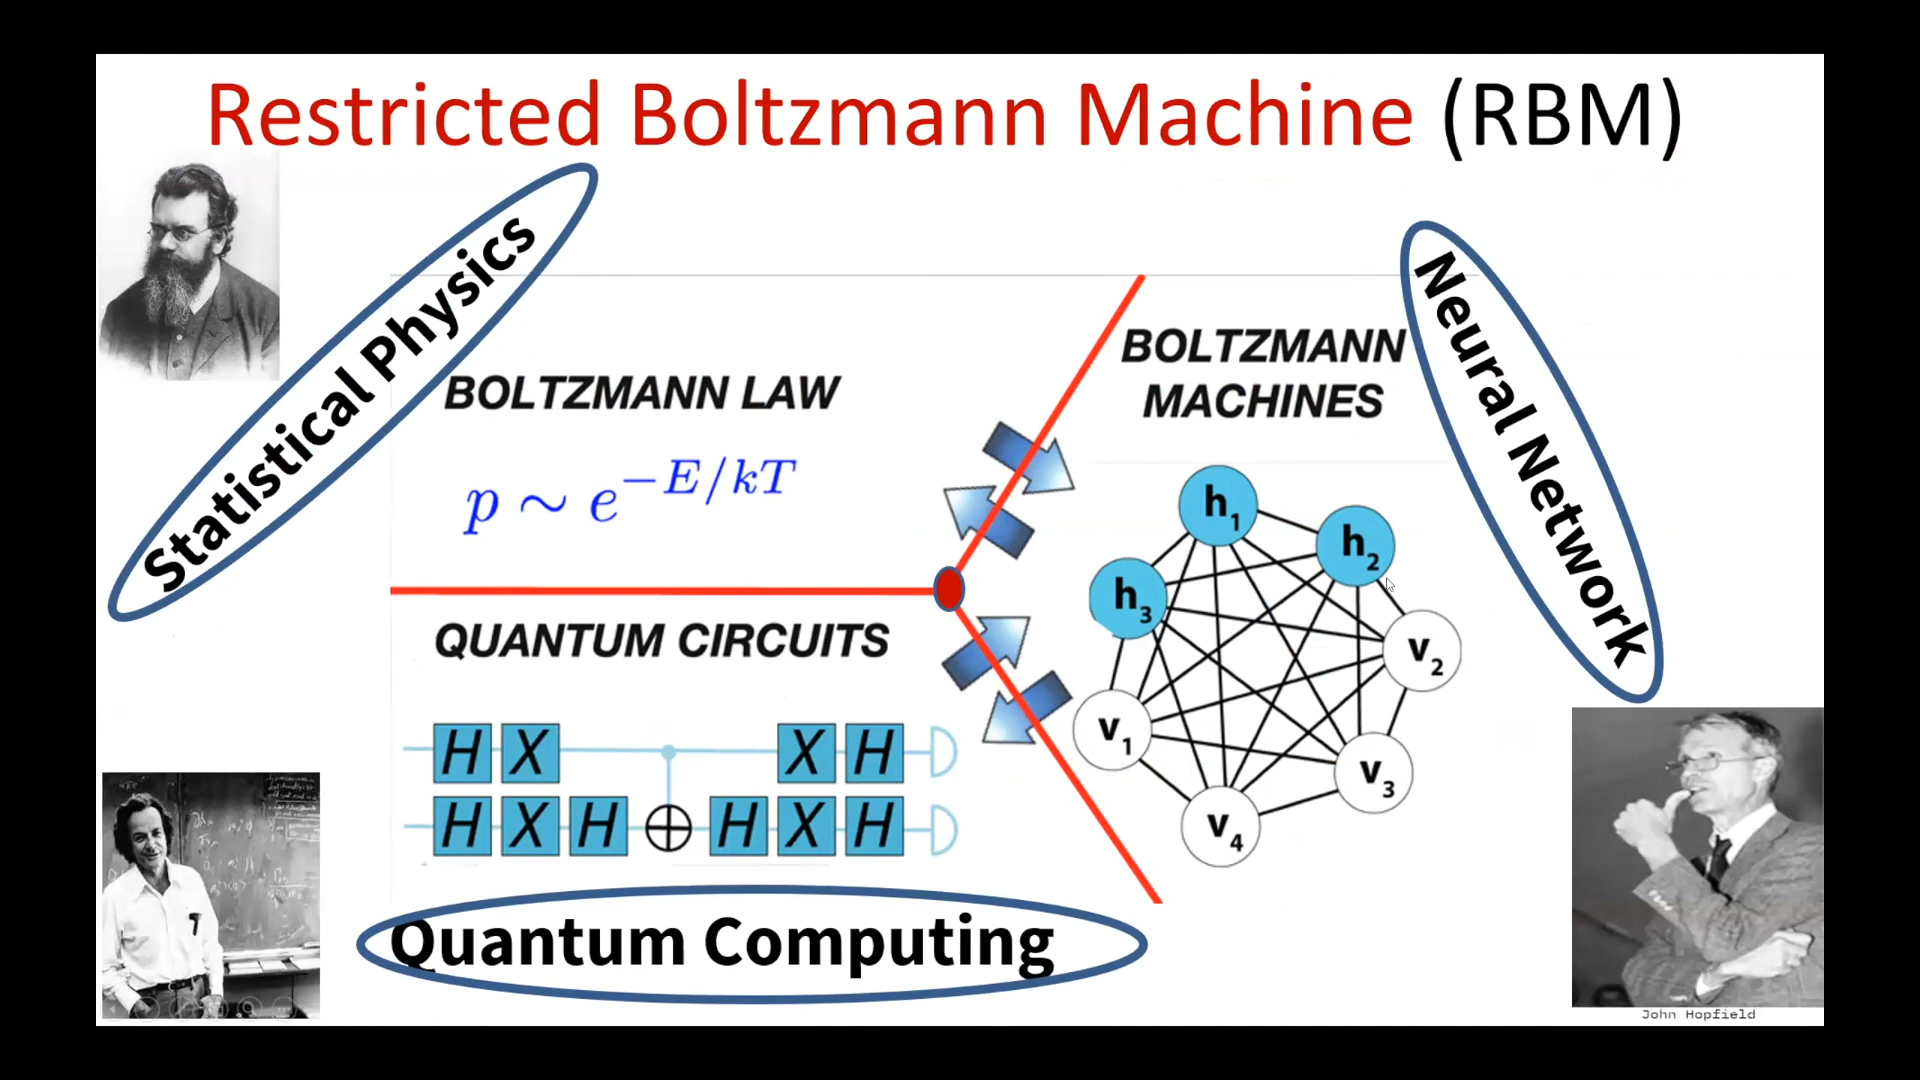 Restricted Boltzmann Machine (RBM)
Statistical Physics
Neural Network
BOLTZMANN LAW
p ~ e^{-E/kT}
BOLTZMANN
MACHINES
h₁
h₂
h₃
v₁
v₂
v₃
v₄
QUANTUM CIRCUITS
H X X H
H X H H X H
Quantum Computing
John Hopfield